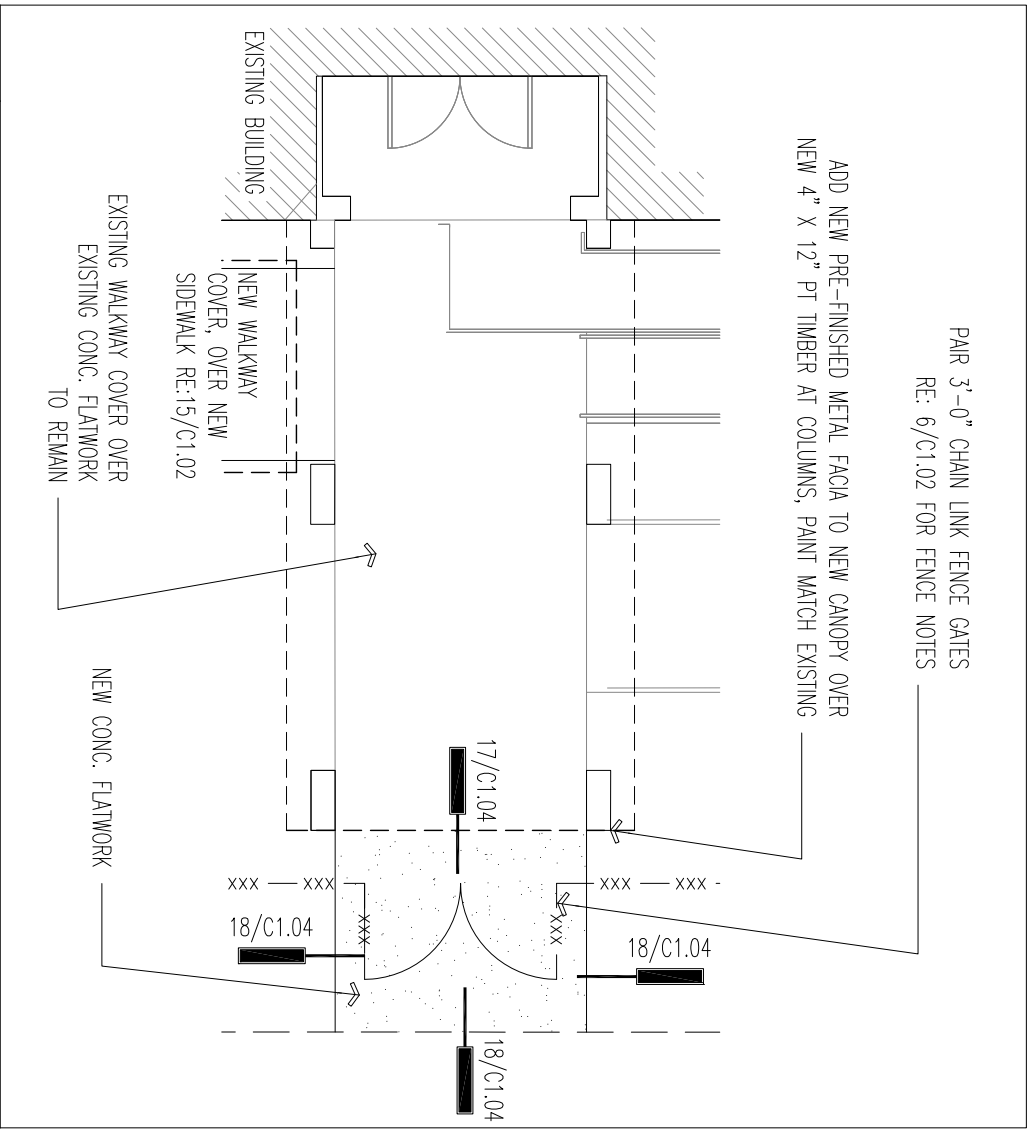 PAIR 3'-0" CHAIN LINK FENCE GATES
RE: 6/C1.02 FOR FENCE NOTES
ADD NEW PRE-FINISHED METAL FACIA TO NEW CANOPY OVER
NEW 4" X 12" PT TIMBER AT COLUMNS, PAINT MATCH EXISTING
EXISTING BUILDING
NEW WALKWAY
COVER, OVER NEW
SIDEWALK RE:15/C1.02
EXISTING WALKWAY COVER OVER
EXISTING CONC. FLATWORK
TO REMAIN
NEW CONC. FLATWORK
17/C1.04
XXX
XXX
XXX
XXX
XXX
XXX
18/C1.04
18/C1.04
18/C1.04